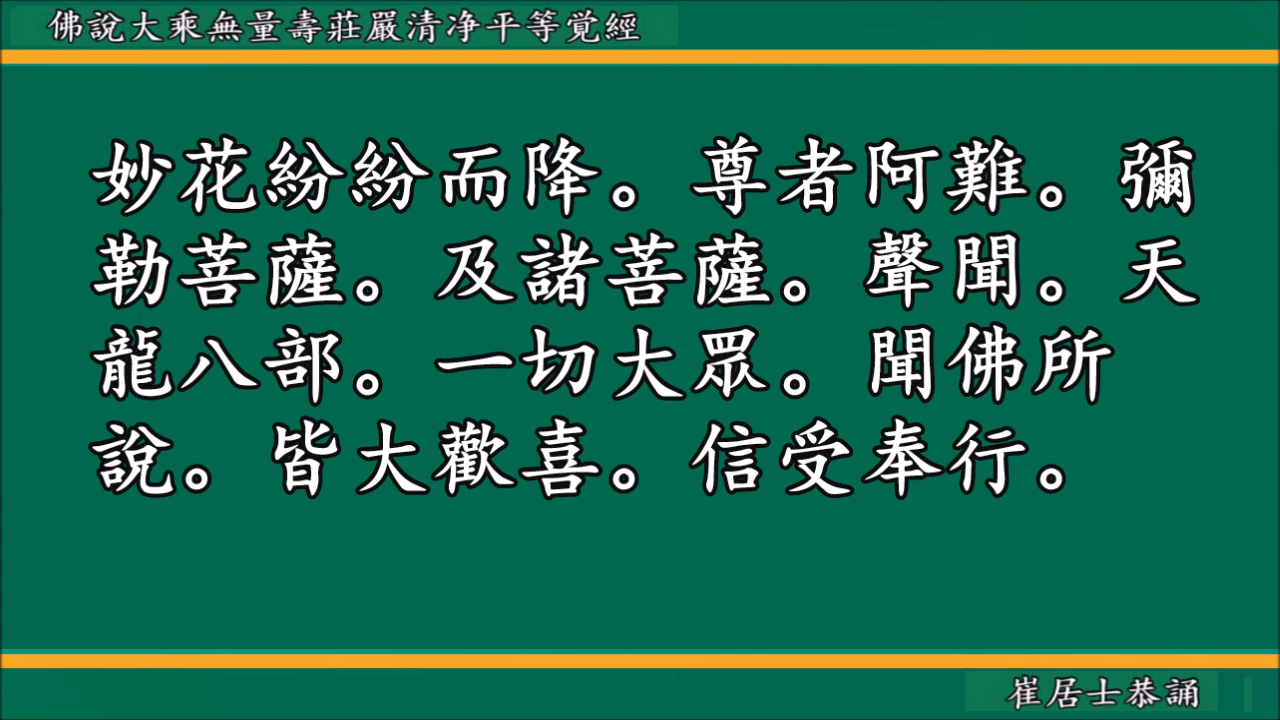 佛說大乘無量壽莊嚴清净平等覚經
妙花紛紛而降。尊者阿難。彌
勒菩薩。及諸菩薩。聲聞。天
龍八部。一切大眾。聞佛所
說。皆大歡喜。信受奉行。
崔居士恭誦